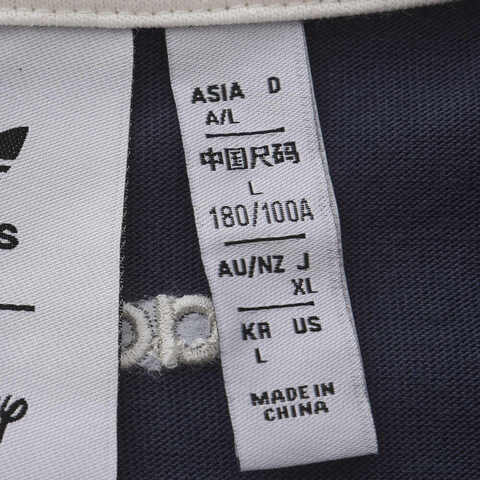 s
ASIA D
A/L
中国尺码
L
180/100A
AU/NZ J
XL
KR US
L
MADE IN
CHINA